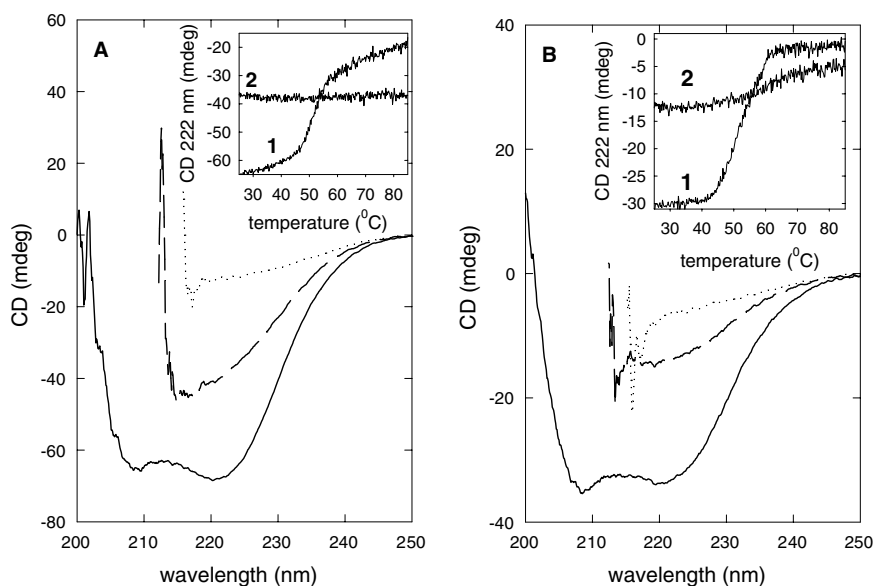 A
CD 222 nm (mdeg)
-20
-30
-40
-50
-60
2
1
30 40 50 60 70 80
temperature (⁰C)
CD (mdeg)
60
40
20
0
-20
-40
-60
-80
200 210 220 230 240 250
wavelength (nm)
B
CD 222 nm (mdeg)
0
-5
-10
-15
-20
-25
-30
2
1
30 40 50 60 70 80
temperature (⁰C)
CD (mdeg)
40
20
0
-20
-40
200 210 220 230 240 250
wavelength (nm)